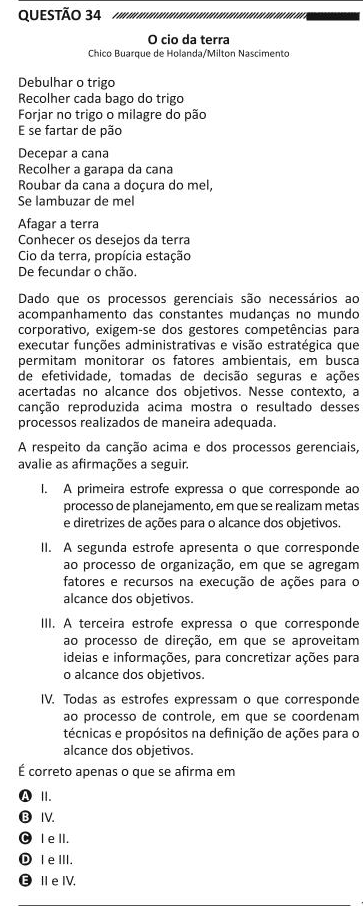 QUESTÃO 34
O cio da terra
Chico Buarque de Holanda/Milton Nascimento
Debulhar o trigo
Recolher cada bago do trigo
Forjar no trigo o milagre do pão
E se fartar de pão
Decepar a cana
Recolher a garapa da cana
Roubar da cana a doçura do mel,
Se lambuzar de mel
Afagar a terra
Conhecer os desejos da terra
Cio da terra, propícia estação
De fecundar o chão.
Dado que os processos gerenciais são necessários ao
acompanhamento das constantes mudanças no mundo
corporativo, exigem-se dos gestores competências para
executar funções administrativas e visão estratégica que
permitam monitorar os fatores ambientais, em busca
de efetividade, tomadas de decisão seguras e ações
acertadas no alcance dos objetivos. Nesse contexto, a
canção reproduzida acima mostra o resultado desses
processos realizados de maneira adequada.
A respeito da canção acima e dos processos gerenciais,
avalie as afirmações a seguir.
I. A primeira estrofe expressa o que corresponde ao
processo de planejamento, em que se realizam metas
e diretrizes de ações para o alcance dos objetivos.
II. A segunda estrofe apresenta o que corresponde
ao processo de organização, em que se agregam
fatores e recursos na execução de ações para o
alcance dos objetivos.
III. A terceira estrofe expressa o que corresponde
ao processo de direção, em que se aproveitam
ideias e informações, para concretizar ações para
o alcance dos objetivos.
IV. Todas as estrofes expressam o que corresponde
ao processo de controle, em que se coordenam
técnicas e propósitos na definição de ações para o
alcance dos objetivos.
É correto apenas o que se afirma em
A II.
B IV.
C I e II.
D I e III.
E II e IV.